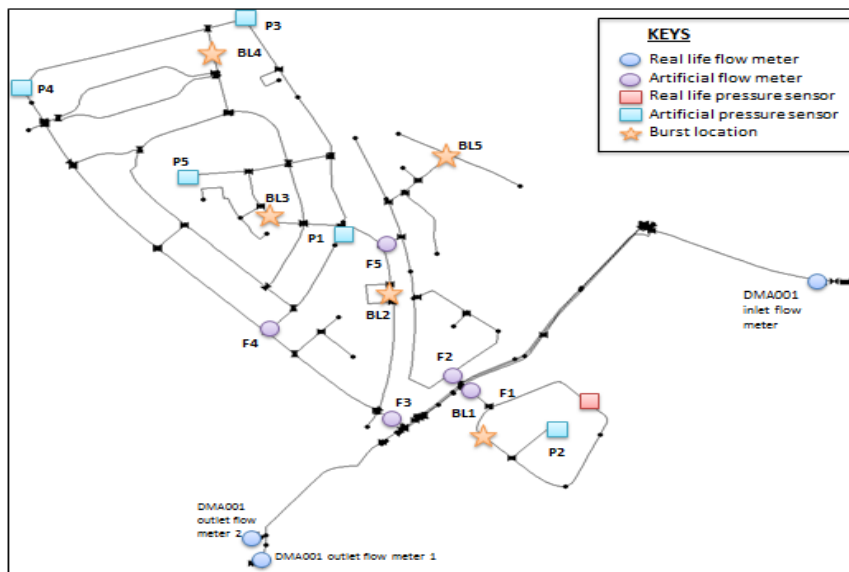 P3
KEYS
Real life flow meter
Artificial flow meter
Real life pressure sensor
Artificial pressure sensor
Burst location
BL4
P4
BL5
P5
BL3
P1
F5
DMA001
inlet flow
meter
BL2
F4
F2
F1
F3
BL1
P2
DMA001
outlet flow
meter 2
DMA001 outlet flow meter 1